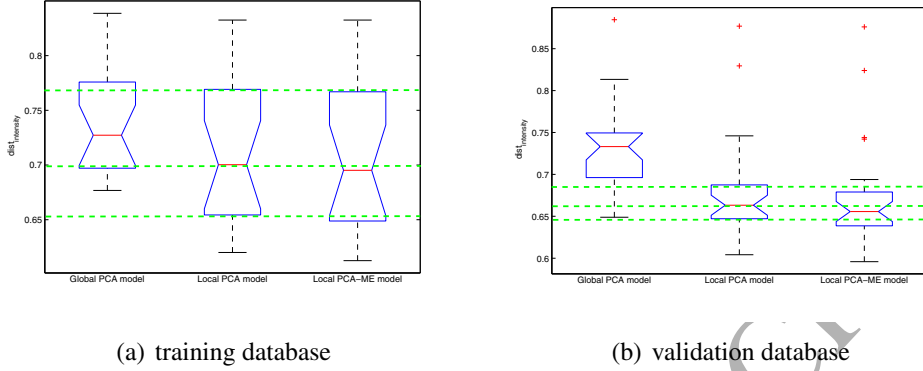 0.8
0.75
0.7
0.65
dist_intensity
Global PCA model Local PCA model Local PCA−ME model
(a) training database
0.85
0.8
0.75
0.7
0.65
0.6
dist_intensity
Global PCA model Local PCA model Local PCA−ME model
(b) validation database